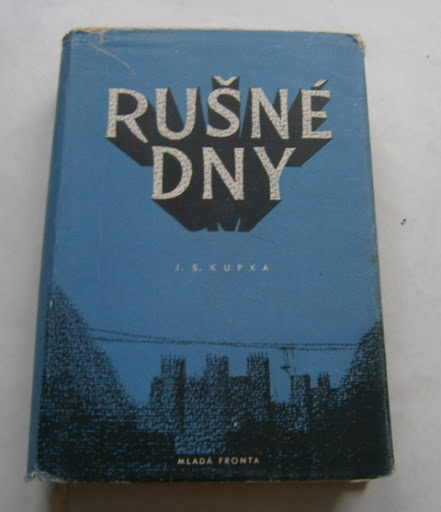 RUŠNÉ
DNY
J. S. KUPKA
MLADÁ FRONTA